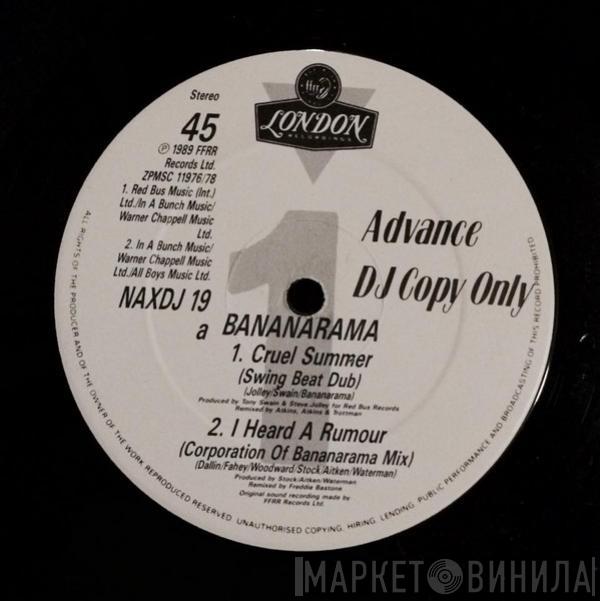 ffrr
LONDON
RECORDINGS
Stereo
45
℗ 1989 FFRR
Records Ltd.
ZPMSC 11976/78
1. Red Bus Music (Int.)
Ltd./In A Bunch Music/
Warner Chappell Music
Ltd.
2. In A Bunch Music/
Warner Chappell Music
Ltd./All Boys Music Ltd.
NAXDJ 19
a
1
Advance
DJ Copy Only
BANANARAMA
1. Cruel Summer
(Swing Beat Dub)
(Jolley/Swain/Bananarama)
Produced by Tony Swain & Steve Jolley for Red Bus Records
Remixed by Atkins, Atkins & Trottman
2. I Heard A Rumour
(Corporation Of Bananarama Mix)
(Dallin/Fahey/Woodward/Stock/Aitken/Waterman)
Produced by Stock/Aitken/Waterman
Remixed by Freddie Bastone
Original sound recording made by
FFRR Records Ltd.
ALL RIGHTS OF THE PRODUCER AND OF THE OWNER OF THE WORK REPRODUCED RESERVED. UNAUTHORISED COPYING, HIRING, LENDING, PUBLIC PERFORMANCE AND BROADCASTING OF THIS RECORD PROHIBITED.
МАРКЕТ ВИНИЛА